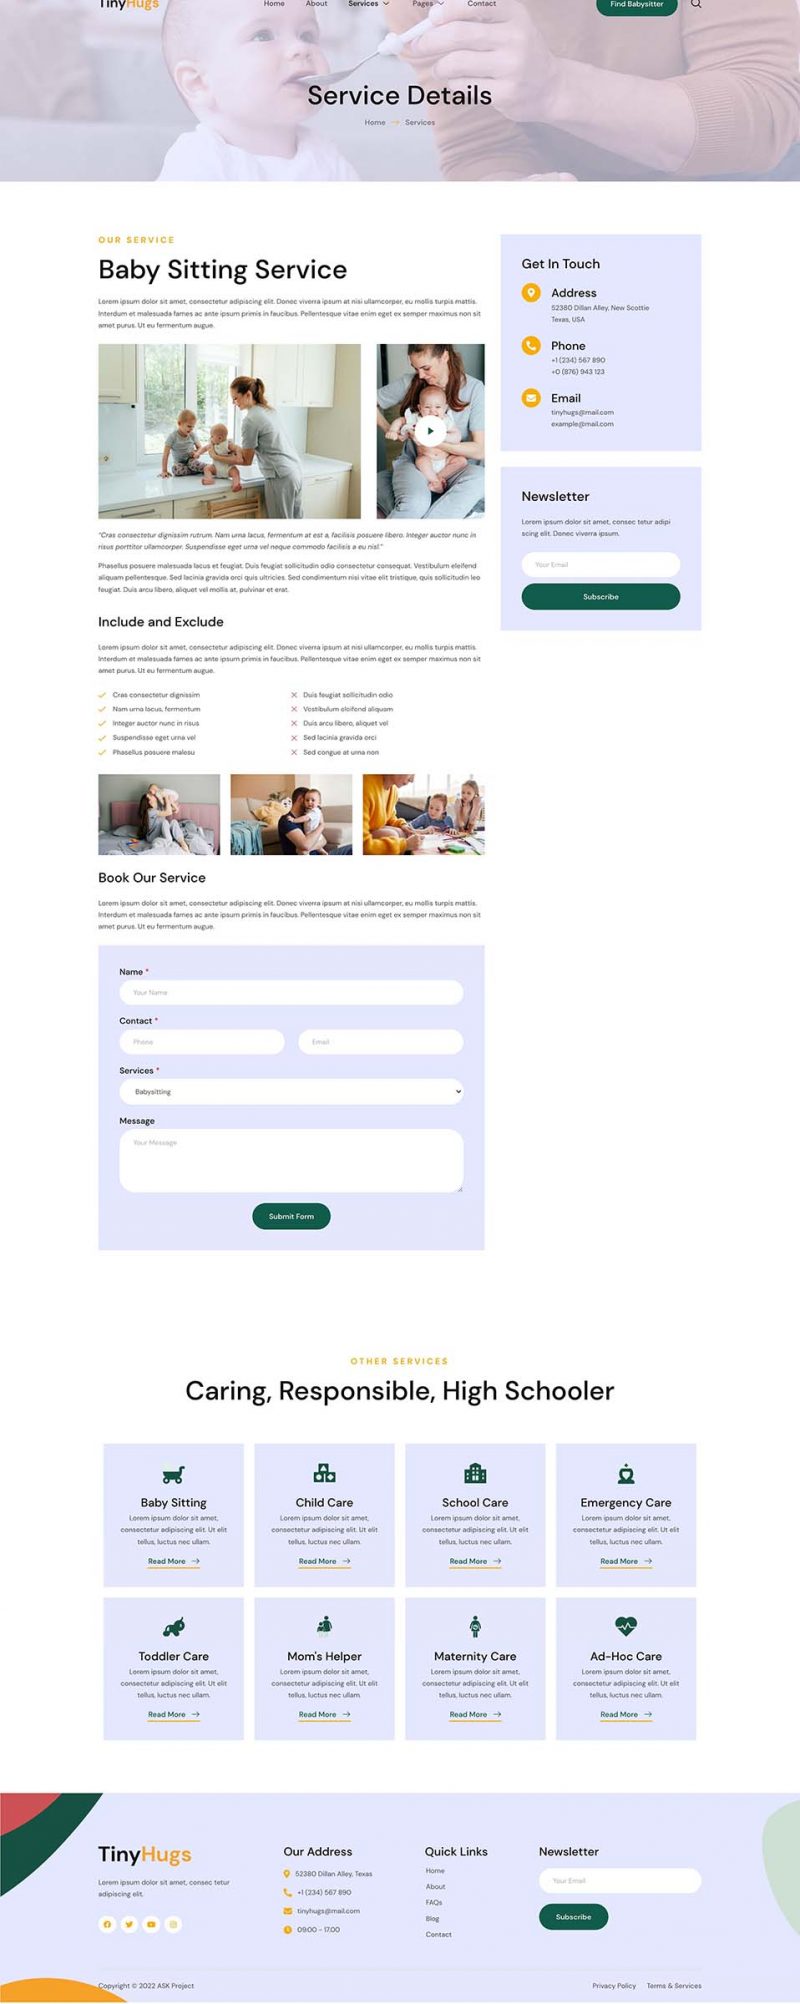 TinyHugs
Home About Services Pages Contact
Find Babysitter
Service Details
Home → Services
OUR SERVICE
Baby Sitting Service
Lorem ipsum dolor sit amet, consectetur adipiscing elit. Donec viverra ipsum at nisi ullamcorper, eu mollis turpis mattis.
Interdum et malesuada fames ac ante ipsum primis in faucibus. Pellentesque vitae enim eget ex semper maximus non sit
amet purus. Ut eu fermentum augue.
"Cras consectetur dignissim rutrum. Nam urna lacus, fermentum at est a, facilisis posuere libero. Integer auctor nunc in
risus porttitor ullamcorper. Suspendisse eget urna vel neque commodo facilisis a eu nisl."
Phasellus posuere malesuada lacus et feugiat. Duis feugiat sollicitudin odio consectetur consequat. Vestibulum eleifend
aliquam pellentesque. Sed lacinia gravida orci quis ultricies. Sed condimentum nisi vitae elit tristique, quis sollicitudin leo
feugiat. Duis arcu libero, aliquet vel mollis at, pulvinar et erat.
Include and Exclude
Lorem ipsum dolor sit amet, consectetur adipiscing elit. Donec viverra ipsum at nisi ullamcorper, eu mollis turpis mattis.
Interdum et malesuada fames ac ante ipsum primis in faucibus. Pellentesque vitae enim eget ex semper maximus non sit
amet purus. Ut eu fermentum augue.
Cras consectetur dignissim
Nam urna lacus, fermentum
Integer auctor nunc in risus
Suspendisse eget urna vel
Phasellus posuere malesu
Duis feugiat sollicitudin odio
Vestibulum eleifend aliquam
Duis arcu libero, aliquet vel
Sed lacinia gravida orci
Sed congue at urna non
Book Our Service
Lorem ipsum dolor sit amet, consectetur adipiscing elit. Donec viverra ipsum at nisi ullamcorper, eu mollis turpis mattis.
Interdum et malesuada fames ac ante ipsum primis in faucibus. Pellentesque vitae enim eget ex semper maximus non sit
amet purus. Ut eu fermentum augue.
Name *
Your Name
Contact *
Phone
Email
Services *
Babysitting
Message
Your Message
Submit Form
Get In Touch
Address
52380 Dillan Alley, New Scottie
Texas, USA
Phone
+1 (234) 567 890
+0 (876) 943 123
Email
tinyhugs@mail.com
example@mail.com
Newsletter
Lorem ipsum dolor sit amet, consec tetur adipi
scing elit. Donec viverra ipsum.
Your Email
Subscribe
OTHER SERVICES
Caring, Responsible, High Schooler
Baby Sitting
Lorem ipsum dolor sit amet,
consectetur adipiscing elit. Ut elit
tellus, luctus nec ullam.
Read More →
Child Care
Lorem ipsum dolor sit amet,
consectetur adipiscing elit. Ut elit
tellus, luctus nec ullam.
Read More →
School Care
Lorem ipsum dolor sit amet,
consectetur adipiscing elit. Ut elit
tellus, luctus nec ullam.
Read More →
Emergency Care
Lorem ipsum dolor sit amet,
consectetur adipiscing elit. Ut elit
tellus, luctus nec ullam.
Read More →
Toddler Care
Lorem ipsum dolor sit amet,
consectetur adipiscing elit. Ut elit
tellus, luctus nec ullam.
Read More →
Mom's Helper
Lorem ipsum dolor sit amet,
consectetur adipiscing elit. Ut elit
tellus, luctus nec ullam.
Read More →
Maternity Care
Lorem ipsum dolor sit amet,
consectetur adipiscing elit. Ut elit
tellus, luctus nec ullam.
Read More →
Ad-Hoc Care
Lorem ipsum dolor sit amet,
consectetur adipiscing elit. Ut elit
tellus, luctus nec ullam.
Read More →
TinyHugs
Lorem ipsum dolor sit amet, consec tetur
adipiscing elit.
Our Address
52380 Dillan Alley, Texas
+1 (234) 567 890
tinyhugs@mail.com
09:00 - 17:00
Quick Links
Home
About
FAQs
Blog
Contact
Newsletter
Your Email
Subscribe
Copyright © 2022 ASK Project
Privacy Policy Terms & Services